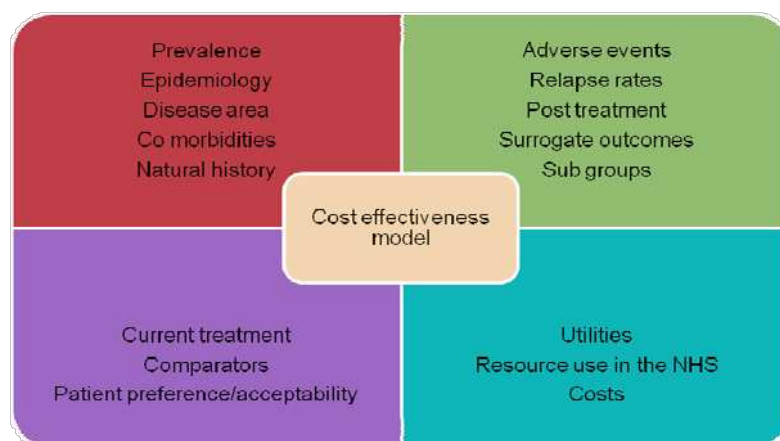 Prevalence
Epidemiology
Disease area
Co morbidities
Natural history
Adverse events
Relapse rates
Post treatment
Surrogate outcomes
Sub groups
Cost effectiveness
model
Current treatment
Comparators
Patient preference/acceptability
Utilities
Resource use in the NHS
Costs